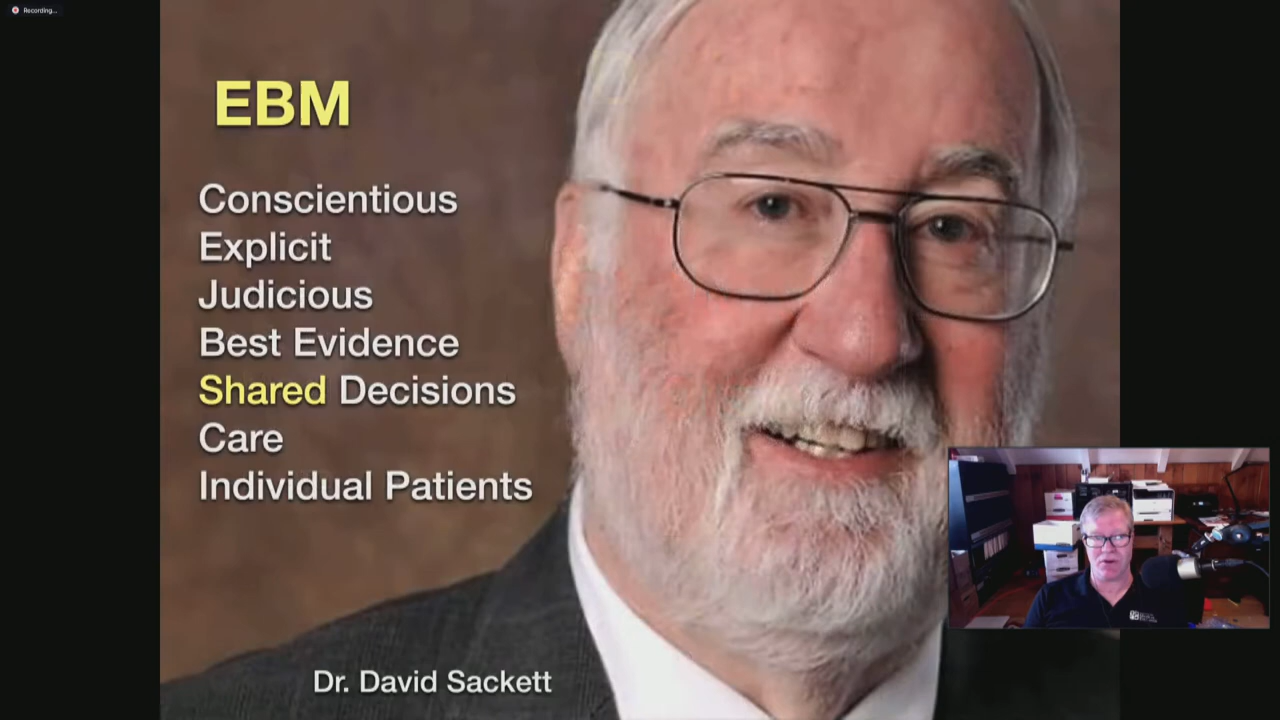 Recording...
EBM
Conscientious
Explicit
Judicious
Best Evidence
Shared Decisions
Care
Individual Patients
Dr. David Sackett